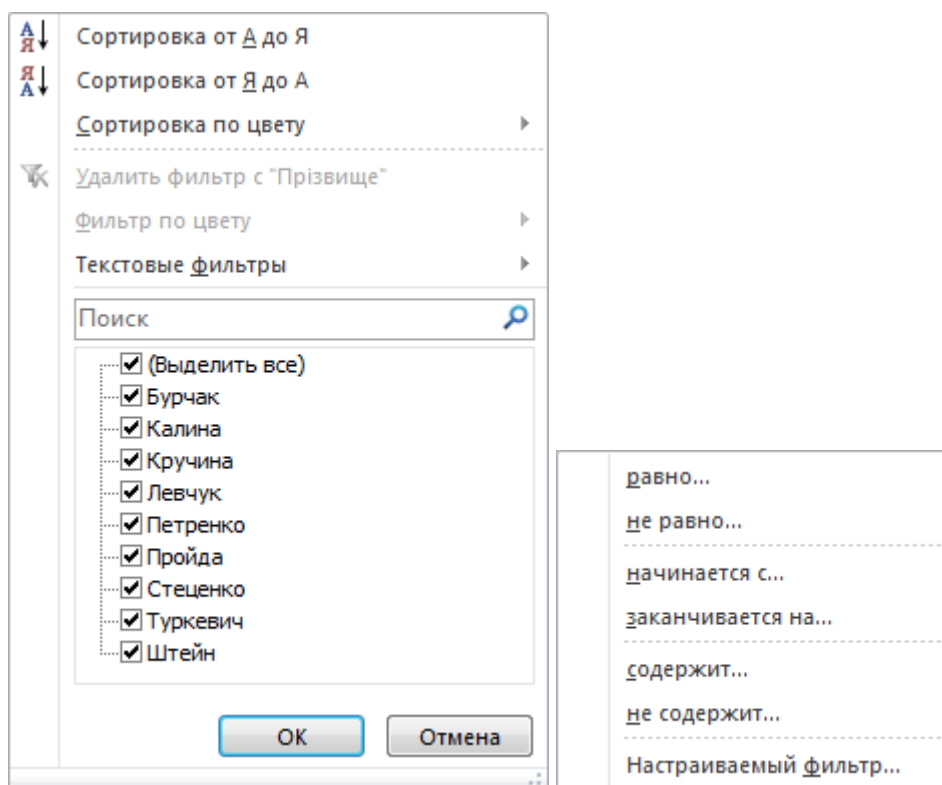 Сортировка от А до Я
Сортировка от Я до А
Сортировка по цвету
Удалить фильтр с "Прізвище"
Фильтр по цвету
Текстовые фильтры
Поиск
(Выделить все)
Бурчак
Калина
Кручина
Левчук
Петренко
Пройда
Стеценко
Туркевич
Штейн
ОК
Отмена
равно...
не равно...
начинается с...
заканчивается на...
содержит...
не содержит...
Настраиваемый фильтр...